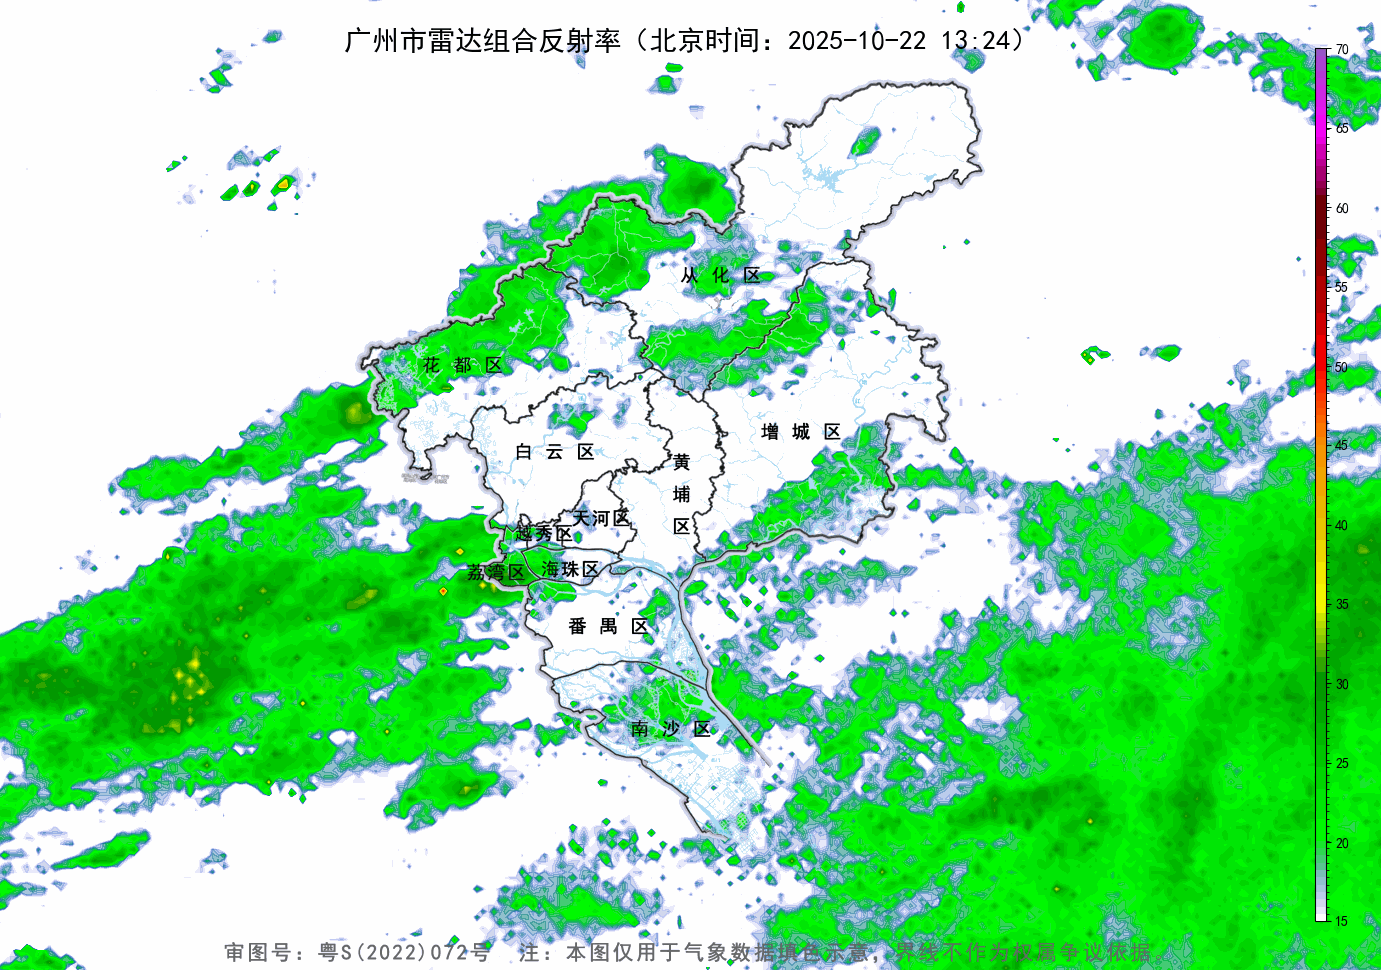 广州市雷达组合反射率（北京时间：2025-10-22 13:24）
70
65
60
55
50
45
40
35
30
25
20
15
从 化 区
花 都 区
增 城 区
白 云 区
黄
埔
区
天河区
越秀区
荔湾区
海珠区
番 禺 区
南 沙 区
审图号：粤S(2022)072号　注：本图仅用于气象数据填色示意，界线不作为权属争议依据。